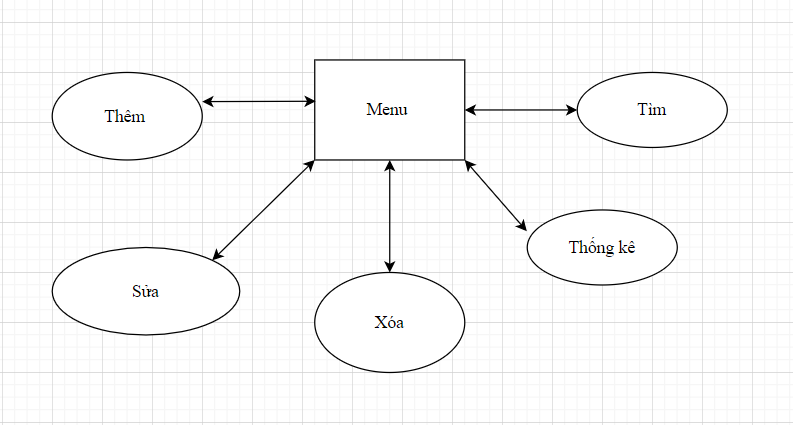 Thêm
Menu
Tìm
Sửa
Xóa
Thống kê